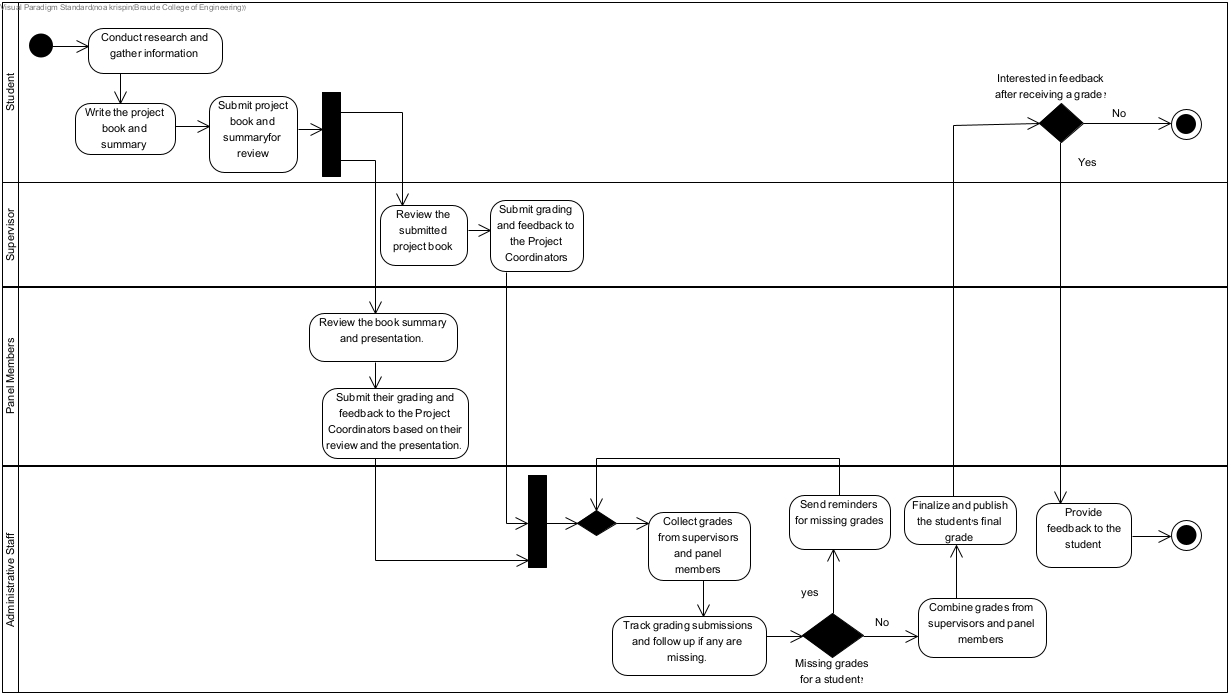 Visual Paradigm Standard(noa krispin(Braude College of Engineering))
Student
Conduct research and
gather information
Write the project
book and
summary
Submit project
book and
summaryfor
review
Interested in feedback
after receiving a grade?
No
Yes
Supervisor
Review the
submitted
project book
Submit grading
and feedback to
the Project
Coordinators
Panel Members
Review the book summary
and presentation.
Submit their grading and
feedback to the Project
Coordinators based on their
review and the presentation.
Administrative Staff
Collect grades
from supervisors
and panel
members
Track grading submissions
and follow up if any are
missing.
Send reminders
for missing grades
yes
Missing grades
for a student?
No
Finalize and publish
the student's final
grade
Combine grades from
supervisors and panel
members
Provide
feedback to the
student